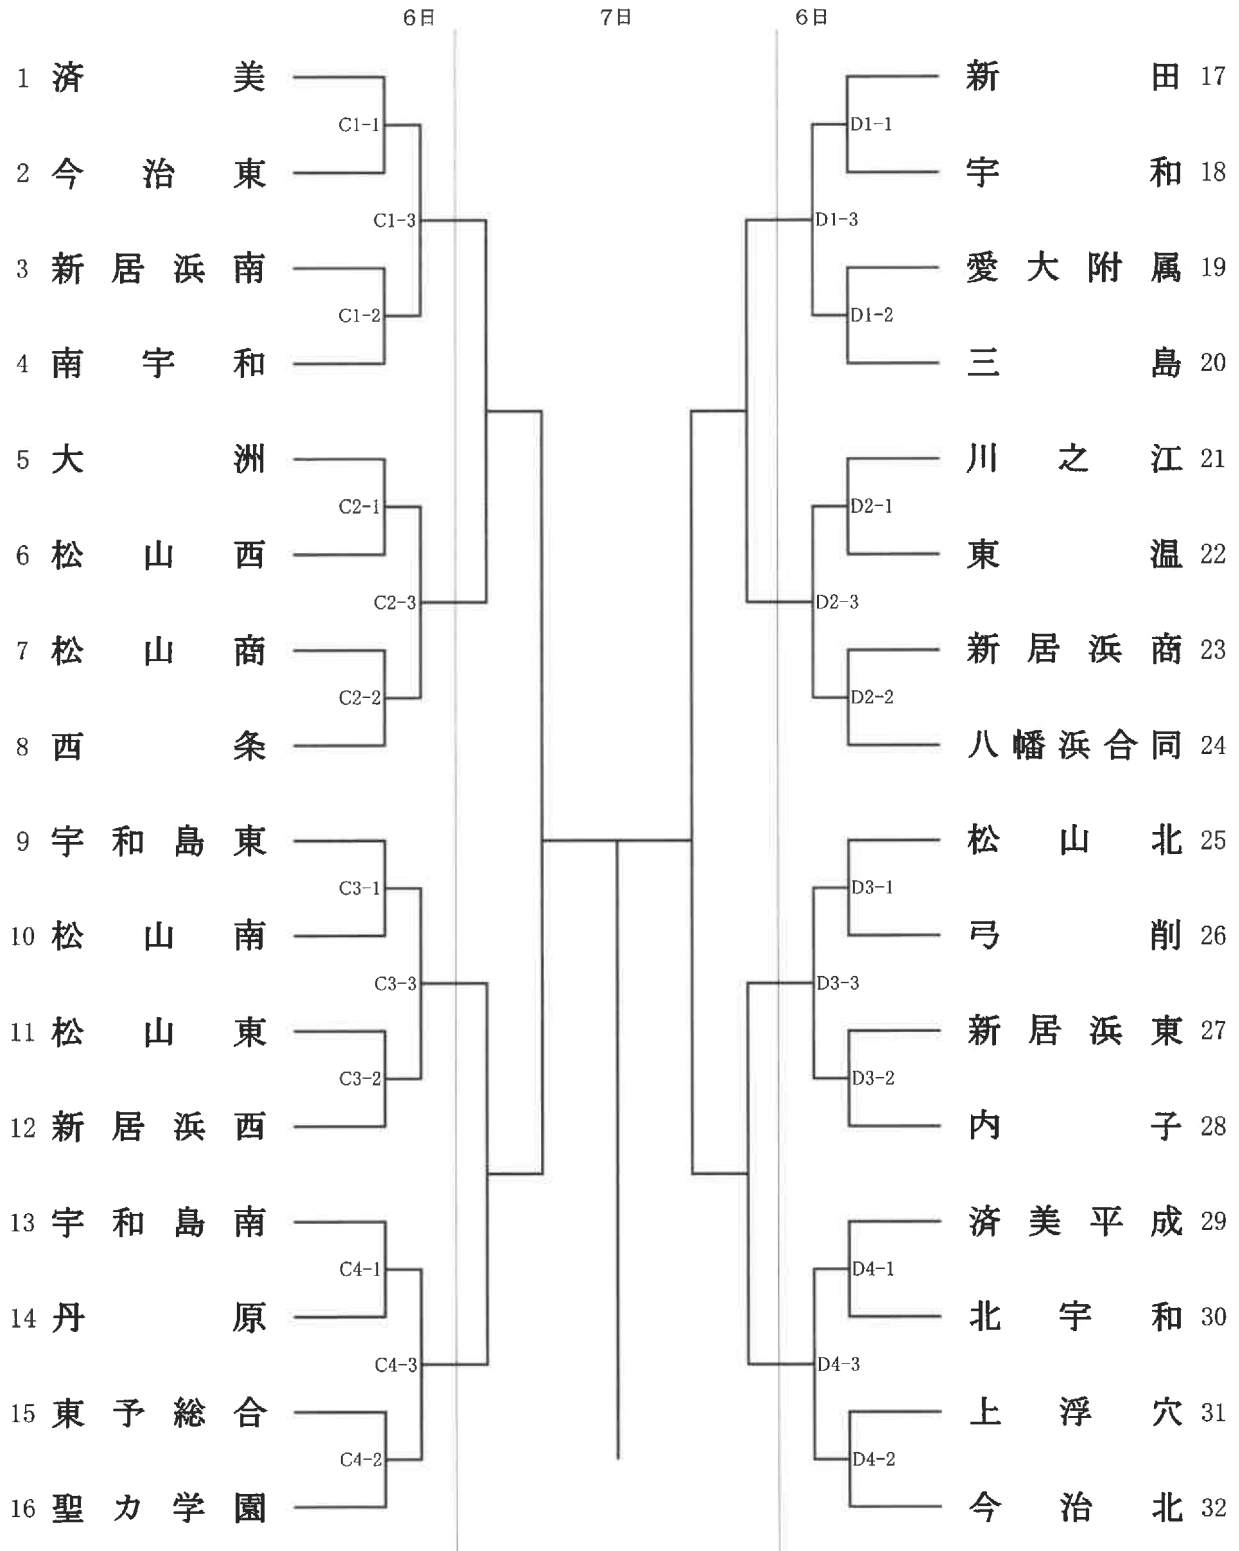 6日 7日 6日
1 済美
C1-1
2 今治東
C1-3
3 新居浜南
C1-2
4 南宇和
5 大洲
C2-1
6 松山西
C2-3
7 松山商
C2-2
8 西条
9 宇和島東
C3-1
10 松山南
C3-3
11 松山東
C3-2
12 新居浜西
13 宇和島南
C4-1
14 丹原
C4-3
15 東予総合
C4-2
16 聖カ学園
新田 17
D1-1
宇和 18
D1-3
愛大附属 19
D1-2
三島 20
川之江 21
D2-1
東温 22
D2-3
新居浜商 23
D2-2
八幡浜合同 24
松山北 25
D3-1
弓削 26
D3-3
新居浜東 27
D3-2
内子 28
済美平成 29
D4-1
北宇和 30
D4-3
上浮穴 31
D4-2
今治北 32